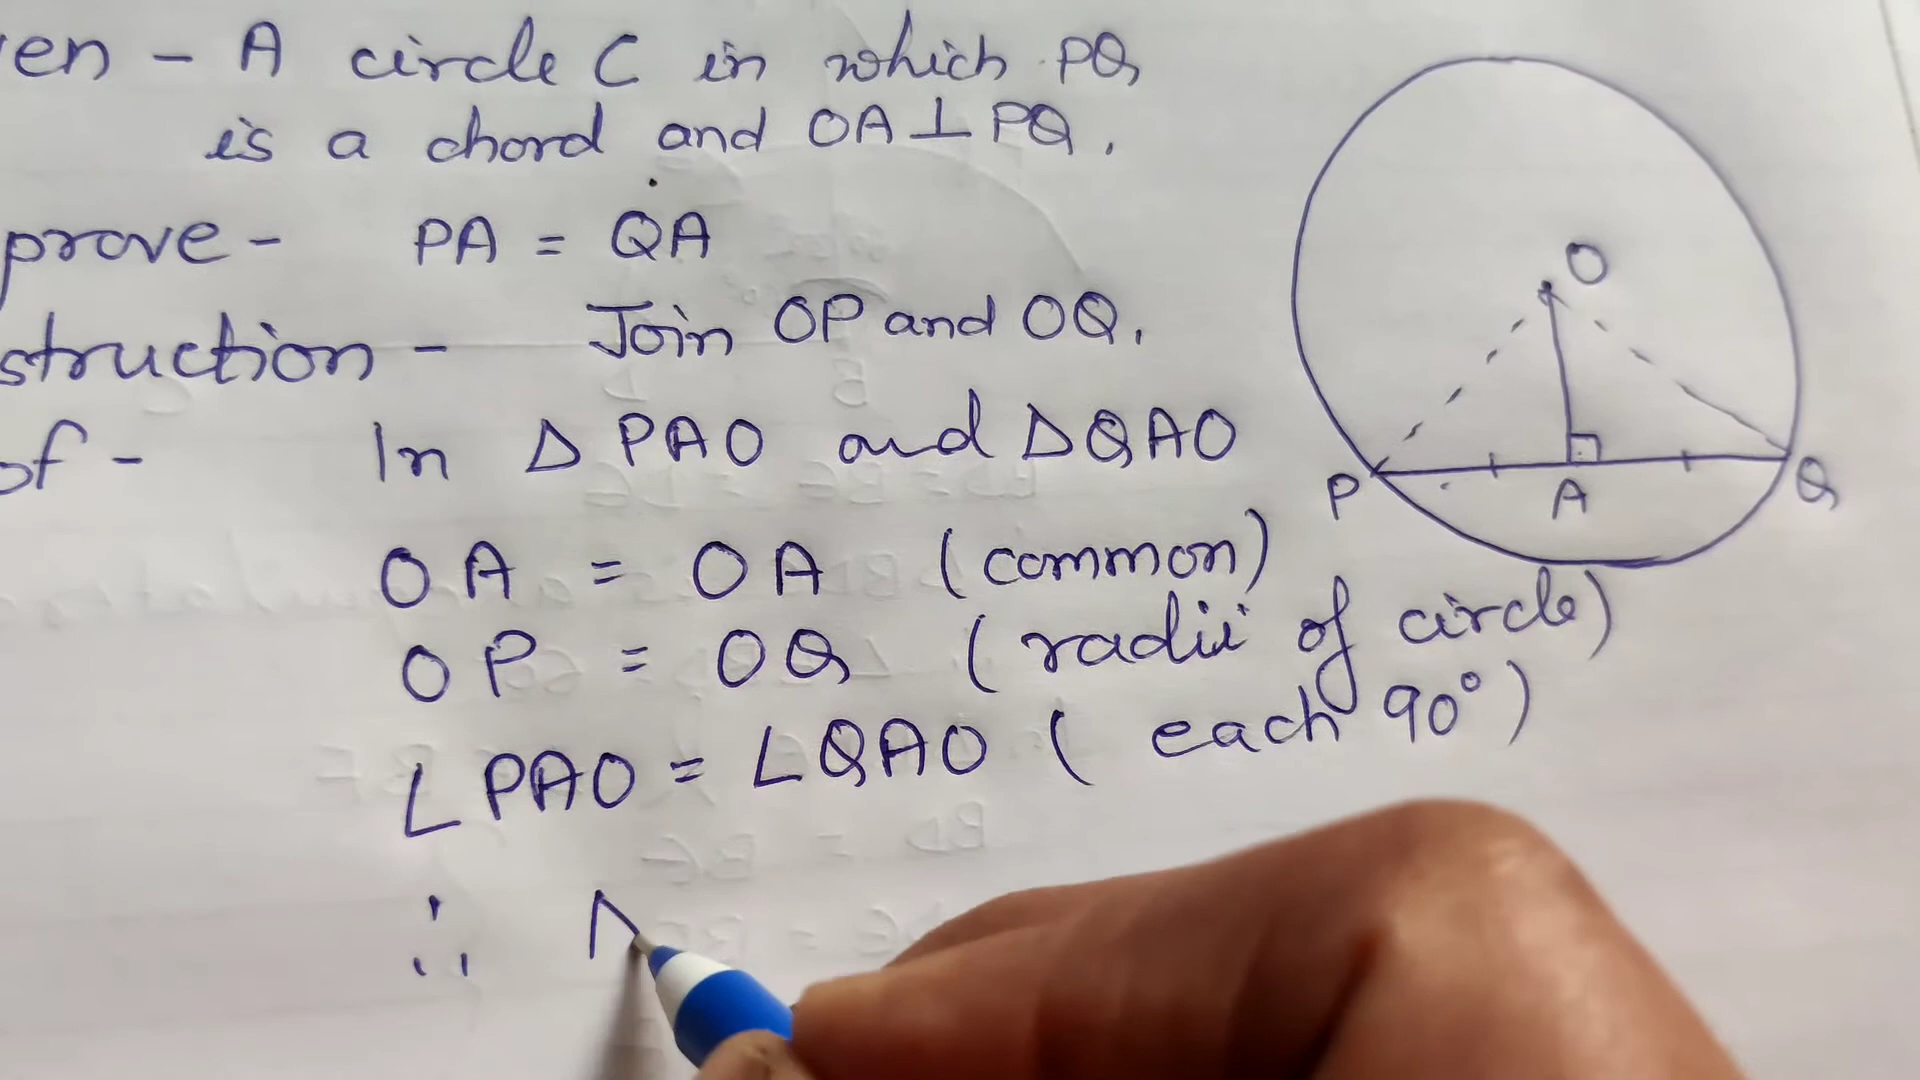 en - A circle C in which PQ
is a chord and OA ⊥ PQ.
prove - PA = QA
struction - Join OP and OQ.
of - In △ PAO and △ QAO
OA = OA (common)
OP = OQ (radii of circle)
∠PAO = ∠QAO (each 90°)
∴ △
O
P A Q